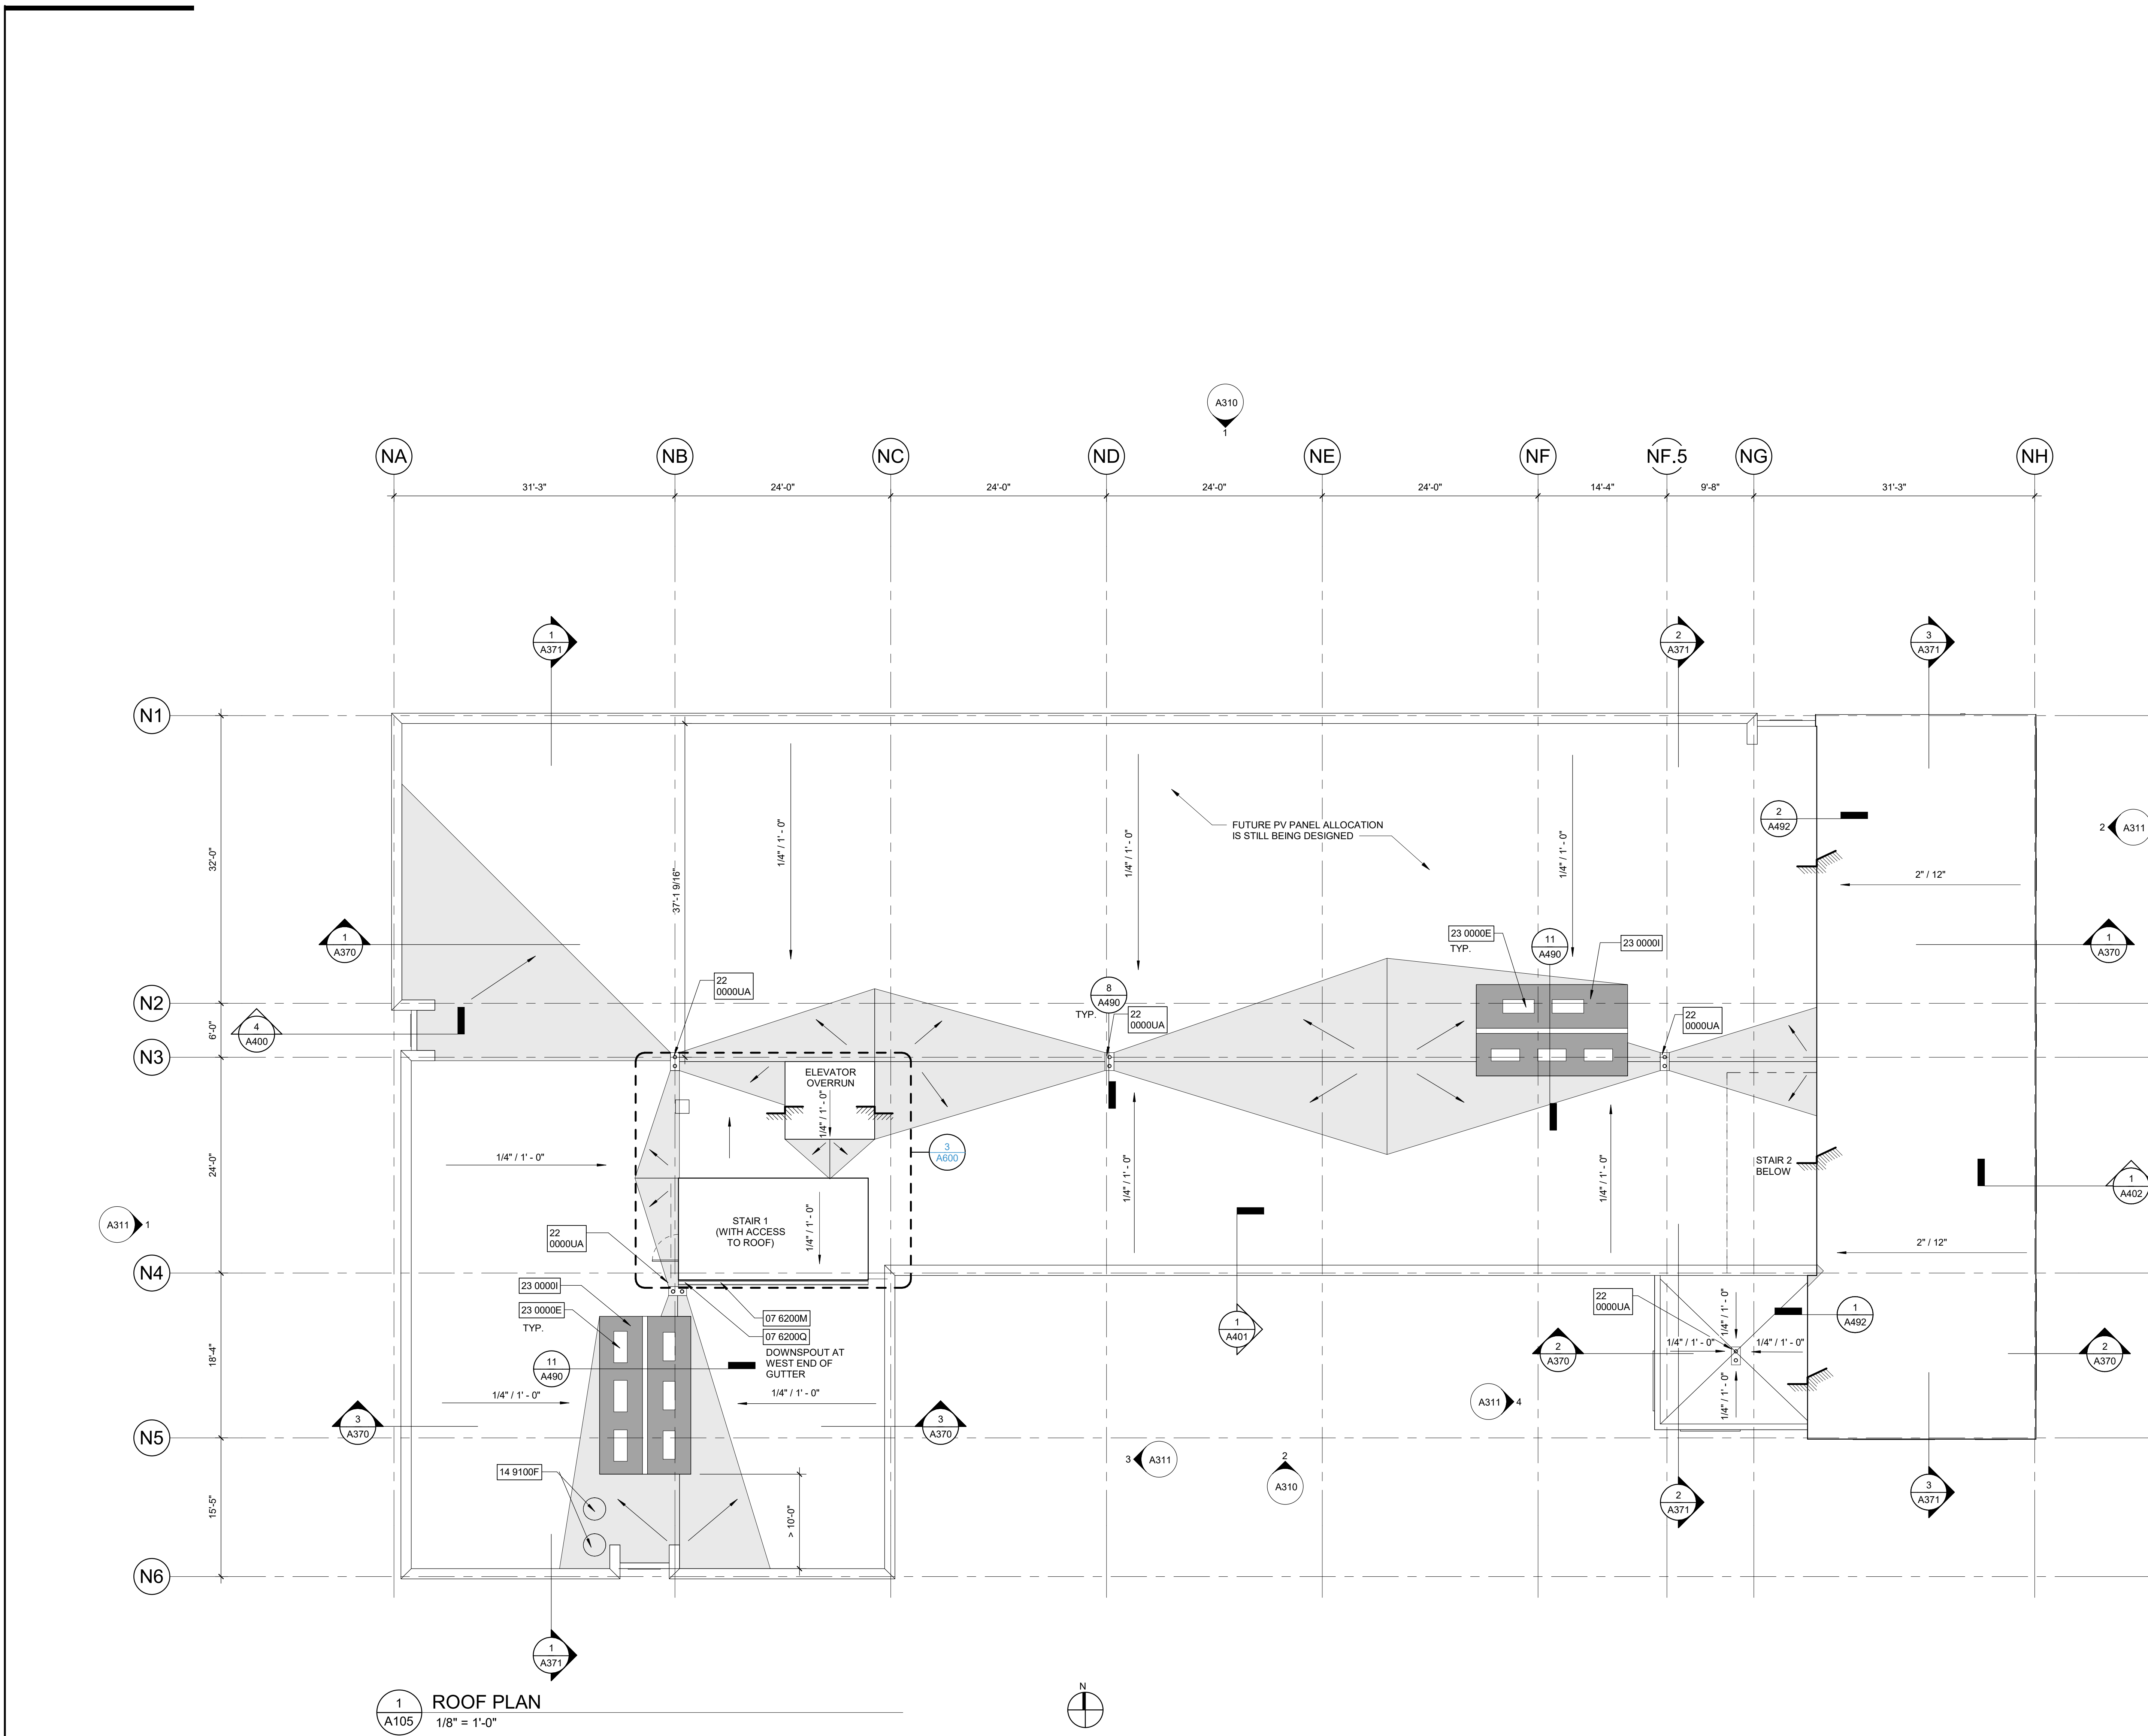 A310
1
NA
NB
NC
ND
NE
NF
NF.5
NG
NH
31'-3"
24'-0"
24'-0"
24'-0"
24'-0"
14'-4"
9'-8"
31'-3"
1
A371
2
A371
3
A371
N1
32'-0"
37'-1 9/16"
1/4" / 1' - 0"
1/4" / 1' - 0"
FUTURE PV PANEL ALLOCATION
IS STILL BEING DESIGNED
1/4" / 1' - 0"
2
A492
2
A311
2" / 12"
1
A370
23 0000E
TYP.
11
A490
23 0000I
1
A370
N2
22
0000UA
8
A490
TYP.
22
0000UA
22
0000UA
4
A400
6'-0"
N3
ELEVATOR
OVERRUN
1/4" / 1' - 0"
3
A600
24'-0"
1/4" / 1' - 0"
1/4" / 1' - 0"
1/4" / 1' - 0"
STAIR 2
BELOW
1
A402
A311
1
STAIR 1
(WITH ACCESS
TO ROOF)
1/4" / 1' - 0"
22
0000UA
2" / 12"
N4
23 0000I
23 0000E
TYP.
07 6200M
07 6200Q
DOWNSPOUT AT
WEST END OF
GUTTER
1
A401
22
0000UA
1/4" / 1' - 0"
1
A492
1/4" / 1' - 0"
1/4" / 1' - 0"
1/4" / 1' - 0"
2
A370
2
A370
18'-4"
11
A490
1/4" / 1' - 0"
1/4" / 1' - 0"
A311
4
3
A370
3
A370
N5
14 9100F
3
A311
2
A310
15'-5"
> 10'-0"
2
A371
3
A371
N6
1
A371
1
A105
ROOF PLAN
1/8" = 1'-0"
N